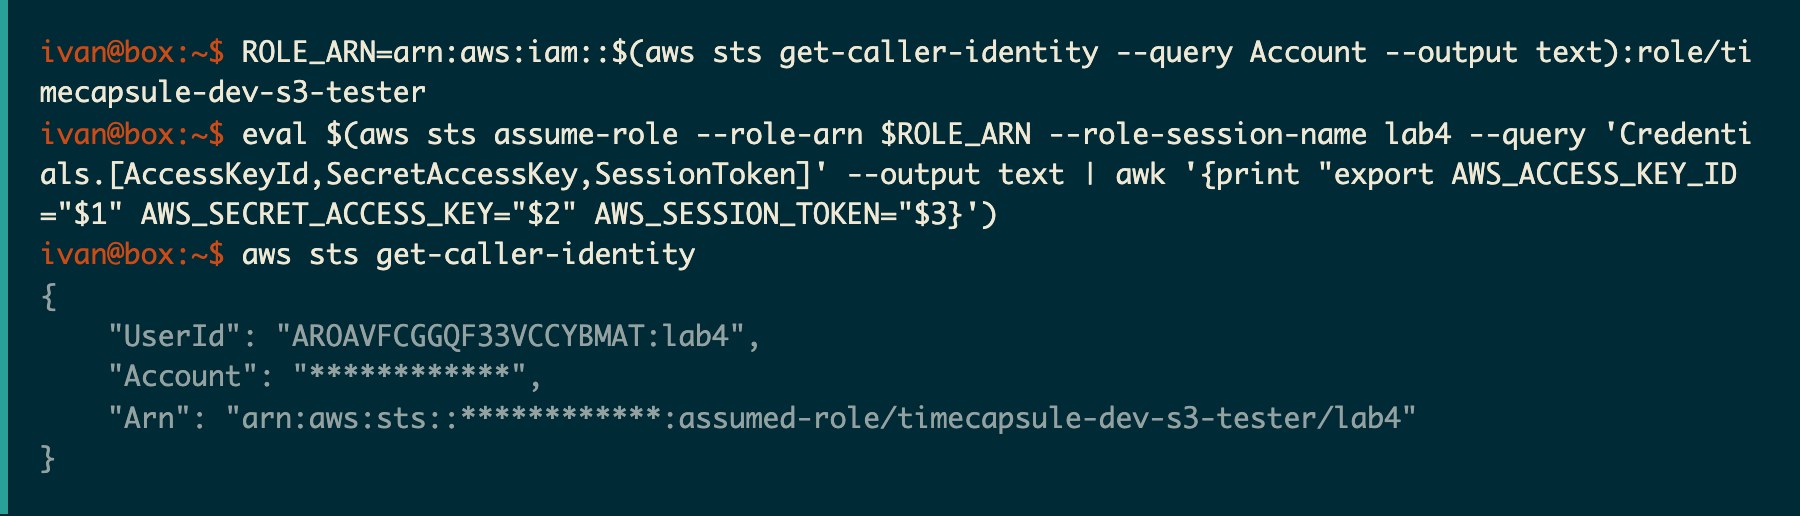 ivan@box:~$ ROLE_ARN=arn:aws:iam::$(aws sts get-caller-identity --query Account --output text):role/ti
mecapsule-dev-s3-tester
ivan@box:~$ eval $(aws sts assume-role --role-arn $ROLE_ARN --role-session-name lab4 --query 'Credenti
als.[AccessKeyId,SecretAccessKey,SessionToken]' --output text | awk '{print "export AWS_ACCESS_KEY_ID
="$1" AWS_SECRET_ACCESS_KEY="$2" AWS_SESSION_TOKEN="$3}')
ivan@box:~$ aws sts get-caller-identity
{
    "UserId": "AROAVFCGGQF33VCCYBMAT:lab4",
    "Account": "************",
    "Arn": "arn:aws:sts::************:assumed-role/timecapsule-dev-s3-tester/lab4"
}